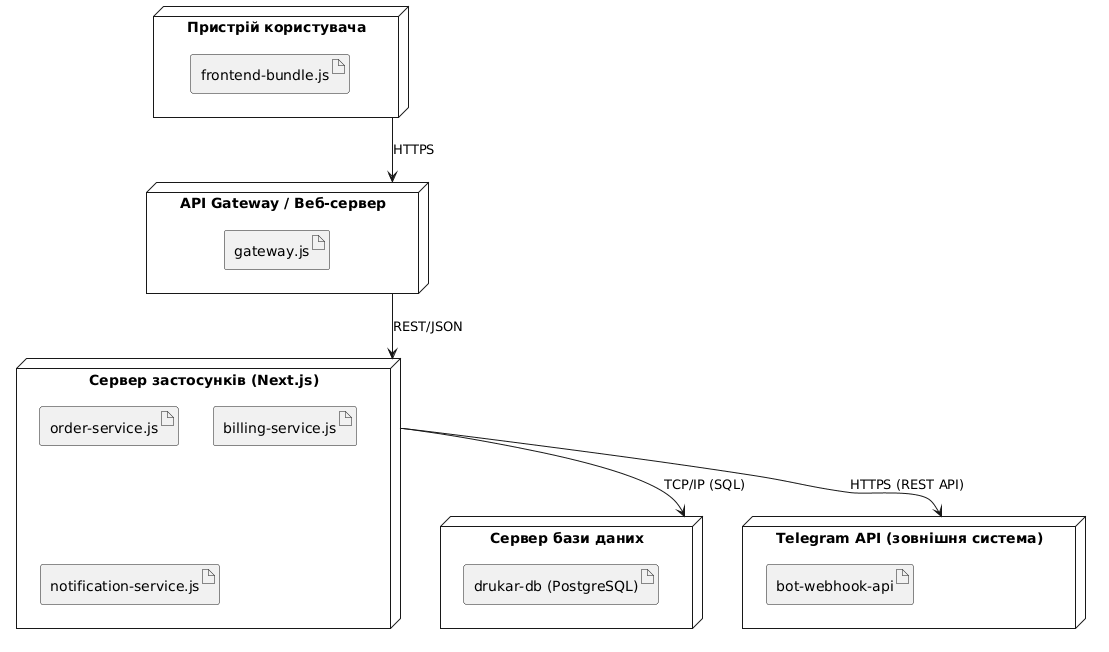 Пристрій користувача
frontend-bundle.js
HTTPS
API Gateway / Веб-сервер
gateway.js
REST/JSON
Сервер застосунків (Next.js)
order-service.js
billing-service.js
TCP/IP (SQL)
HTTPS (REST API)
Сервер бази даних
Telegram API (зовнішня система)
notification-service.js
drukar-db (PostgreSQL)
bot-webhook-api